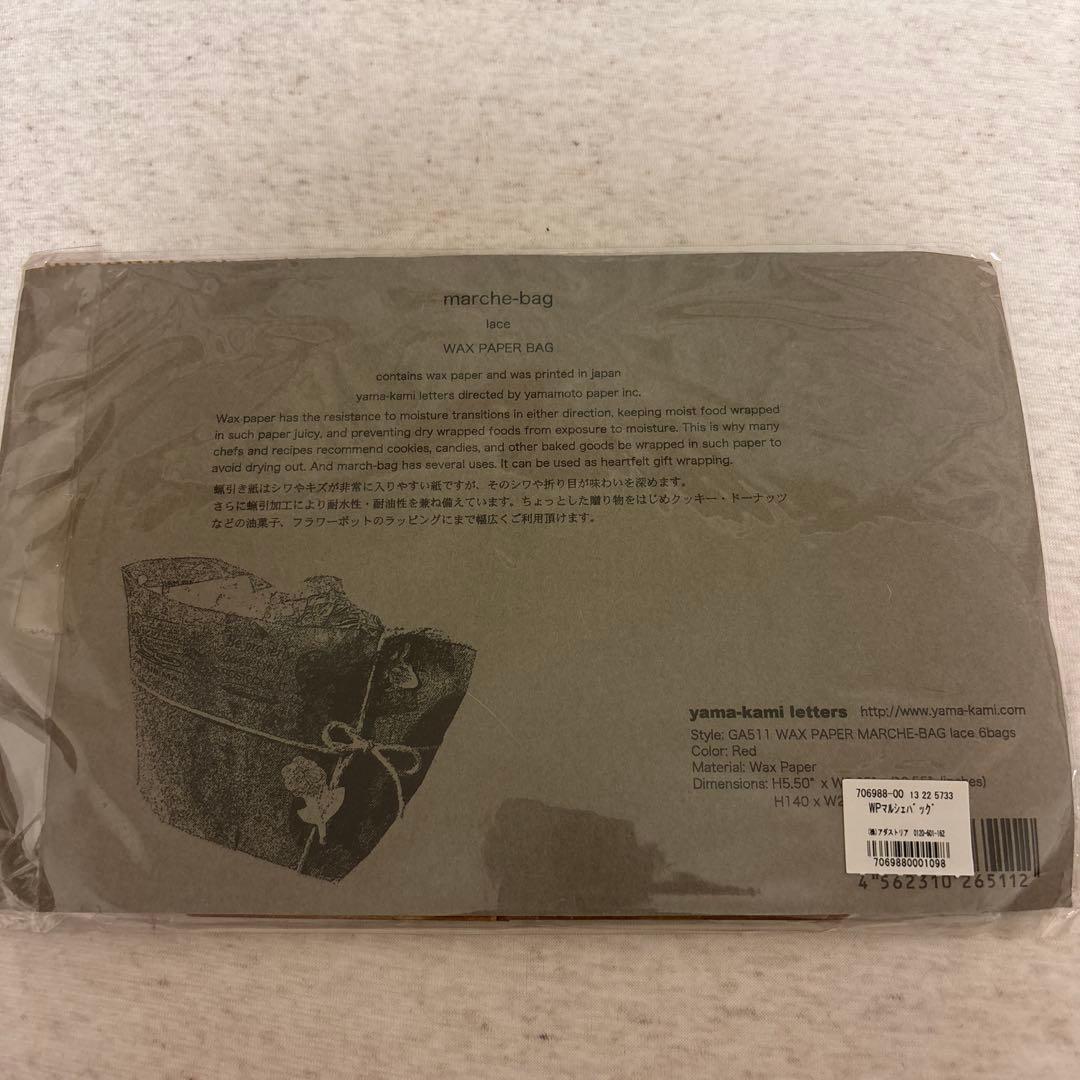 marche-bag
lace
WAX PAPER BAG
contains wax paper and was printed in japan
yama-kami letters directed by yamamoto paper inc.
Wax paper has the resistance to moisture transitions in either direction, keeping moist food wrapped
in such paper juicy, and preventing dry wrapped foods from exposure to moisture. This is why many
chefs and recipes recommend cookies, candies, and other baked goods be wrapped in such paper to
avoid drying out. And march-bag has several uses. It can be used as heartfelt gift wrapping.
蝋引き紙はシワやキズが非常に入りやすい紙ですが、そのシワや折り目が味わいを深めます。
さらに蝋引加工により耐水性・耐油性を兼ね備えています。ちょっとした贈り物をはじめクッキー・ドーナッツ
などの油菓子、フラワーポットのラッピングにまで幅広くご利用頂けます。
yama-kami letters http://www.yama-kami.com
Style: GA511 WAX PAPER MARCHE-BAG lace 6bags
Color: Red
Material: Wax Paper
Dimensions: H5.50" x W
H140 x W2
706988-00 13 22 5733
WPマルシェバッグ
(株)アダストリア 0120-601-162
7069880001098
4 562310 265112